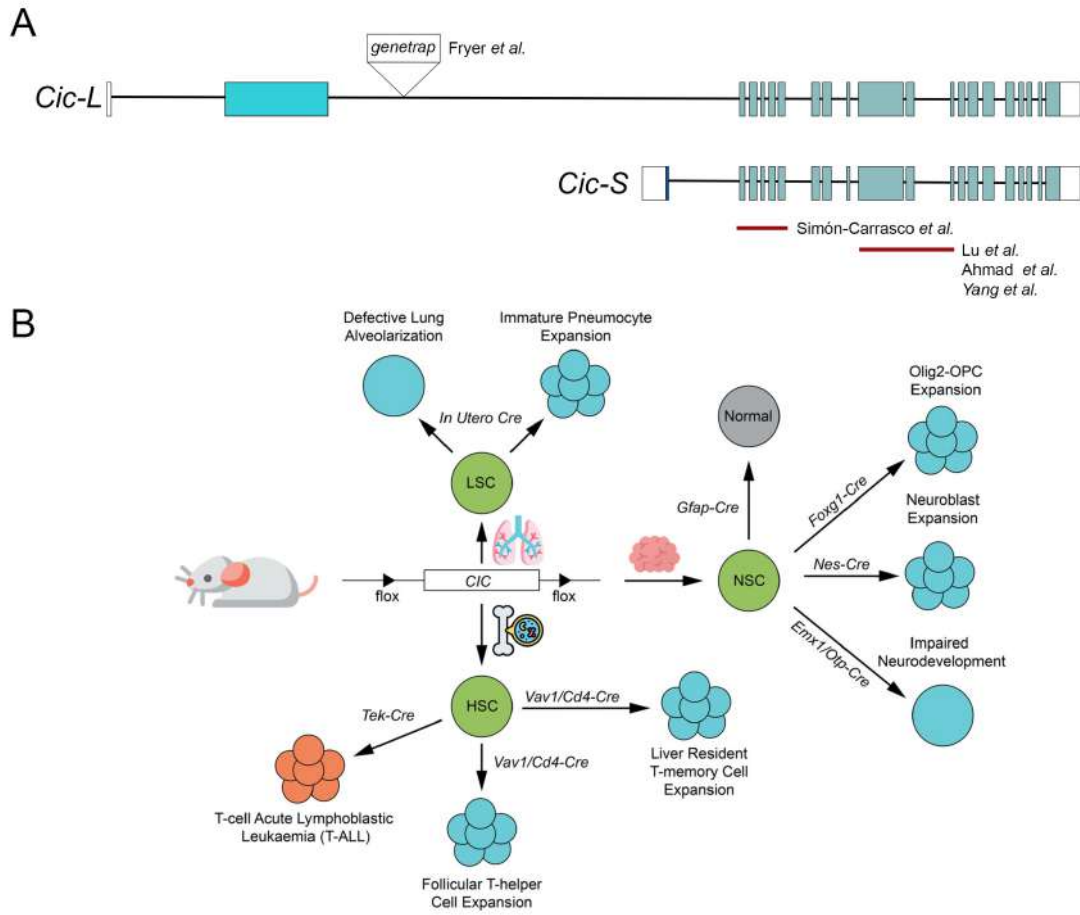 A
genetrap
Fryer et al.
Cic-L
Cic-S
Simón-Carrasco et al.
Lu et al.
Ahmad et al.
Yang et al.
B
Defective Lung
Alveolarization
Immature Pneumocyte
Expansion
In Utero Cre
LSC
Normal
Gfap-Cre
Olig2-OPC
Expansion
Foxg1-Cre
Neuroblast
Expansion
CIC
flox
flox
NSC
Nes-Cre
Emx1/Otp-Cre
Impaired
Neurodevelopment
HSC
Tek-Cre
Vav1/Cd4-Cre
Vav1/Cd4-Cre
Liver Resident
T-memory Cell
Expansion
T-cell Acute Lymphoblastic
Leukaemia (T-ALL)
Follicular T-helper
Cell Expansion